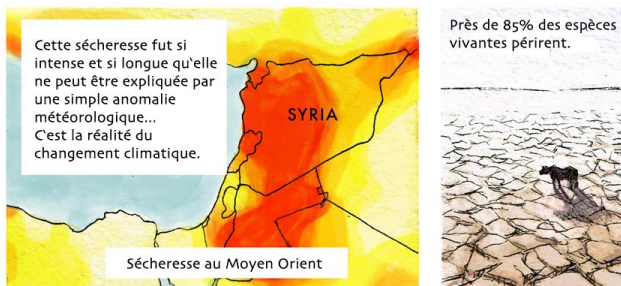 Cette sécheresse fut si
intense et si longue qu'elle
ne peut être expliquée par
une simple anomalie
météorologique...
C'est la réalité du
changement climatique.
SYRIA
Sécheresse au Moyen Orient
Près de 85% des espèces
vivantes périrent.